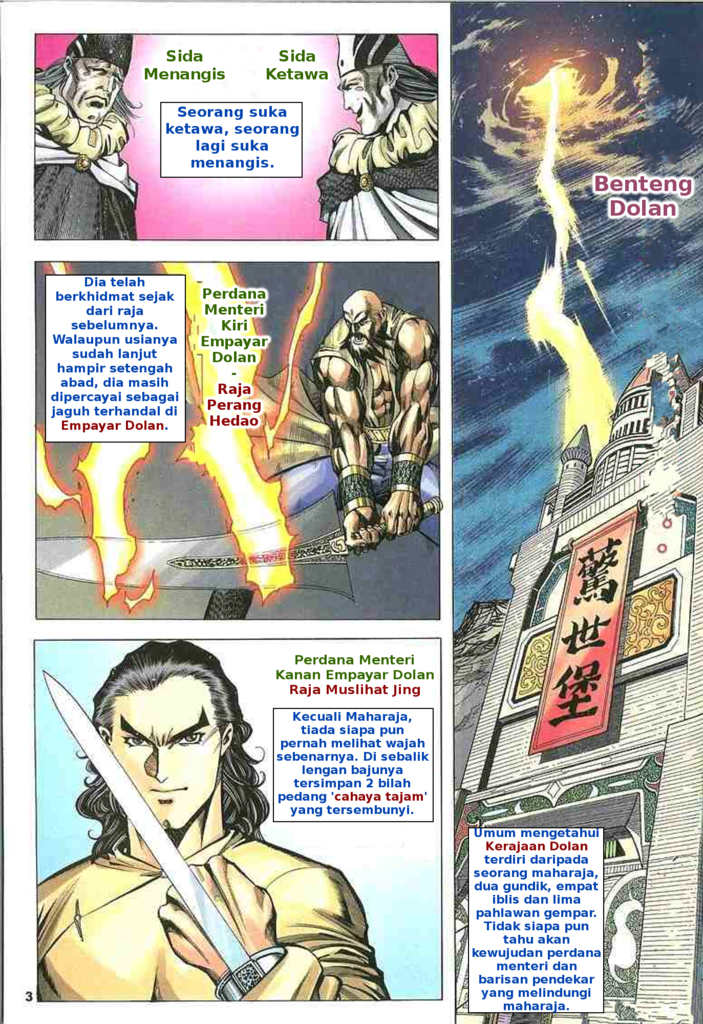 Sida
Menangis
Sida
Ketawa
Seorang suka
ketawa, seorang
lagi suka
menangis.
Benteng
Dolan
驚
世
堡
Dia telah
berkhidmat sejak
dari raja
sebelumnya.
Walaupun usianya
sudah lanjut
hampir setengah
abad, dia masih
dipercayai sebagai
jaguh terhandal di
Empayar Dolan.
Perdana
Menteri
Kiri
Empayar
Dolan
-
Raja
Perang
Hedao
Perdana Menteri
Kanan Empayar Dolan
Raja Muslihat Jing
Kecuali Maharaja,
tiada siapa pun
pernah melihat wajah
sebenarnya. Di sebalik
lengan bajunya
tersimpan 2 bilah
pedang 'cahaya tajam'
yang tersembunyi.
Umum mengetahui
Kerajaan Dolan
terdiri daripada
seorang maharaja,
dua gundik, empat
iblis dan lima
pahlawan gempar.
Tidak siapa pun
tahu akan
kewujudan perdana
menteri dan
barisan pendekar
yang melindungi
maharaja.
3